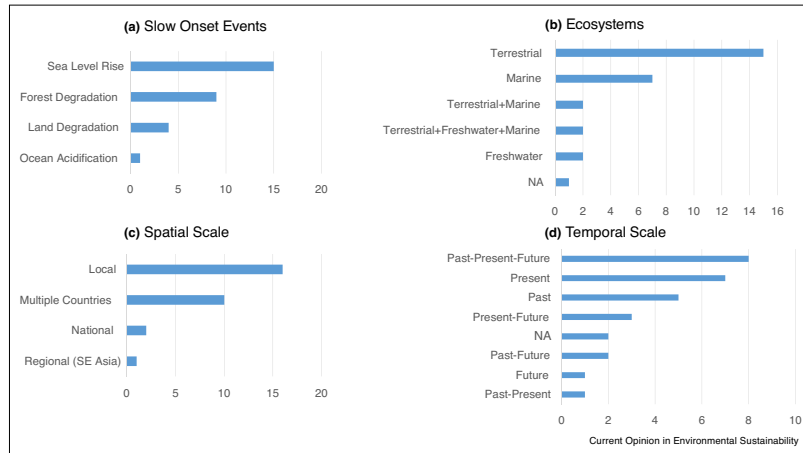 (a) Slow Onset Events
Sea Level Rise
Forest Degradation
Land Degradation
Ocean Acidification
0 5 10 15 20
(b) Ecosystems
Terrestrial
Marine
Terrestrial+Marine
Terrestrial+Freshwater+Marine
Freshwater
NA
0 2 4 6 8 10 12 14 16
(c) Spatial Scale
Local
Multiple Countries
National
Regional (SE Asia)
0 5 10 15 20
(d) Temporal Scale
Past-Present-Future
Present
Past
Present-Future
NA
Past-Future
Future
Past-Present
0 2 4 6 8 10
Current Opinion in Environmental Sustainability